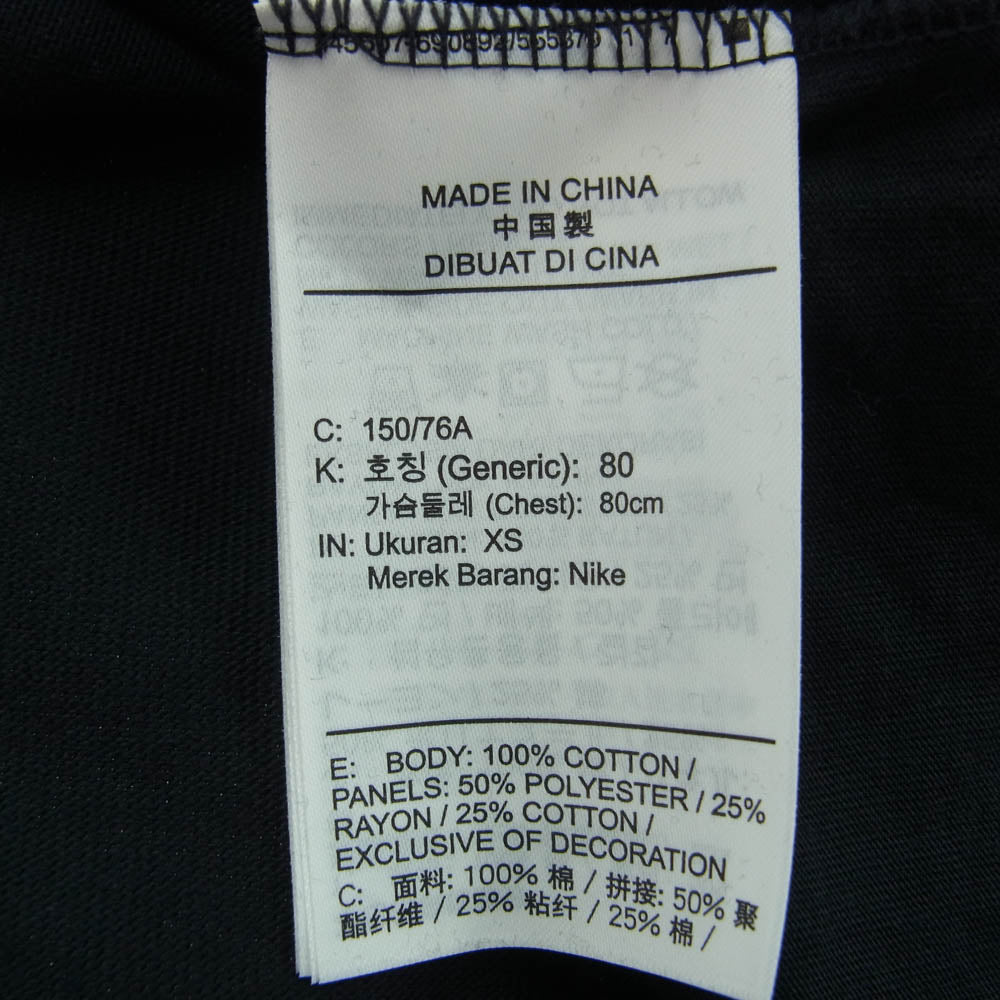 MADE IN CHINA
中国製
DIBUAT DI CINA
C: 150/76A
K: 호칭 (Generic): 80
가슴둘레 (Chest): 80cm
IN: Ukuran: XS
Merek Barang: Nike
E: BODY: 100% COTTON /
PANELS: 50% POLYESTER / 25%
RAYON / 25% COTTON /
EXCLUSIVE OF DECORATION
C: 面料: 100% 棉 / 拼接: 50% 聚
酯纤维 / 25% 粘纤 / 25% 棉 /